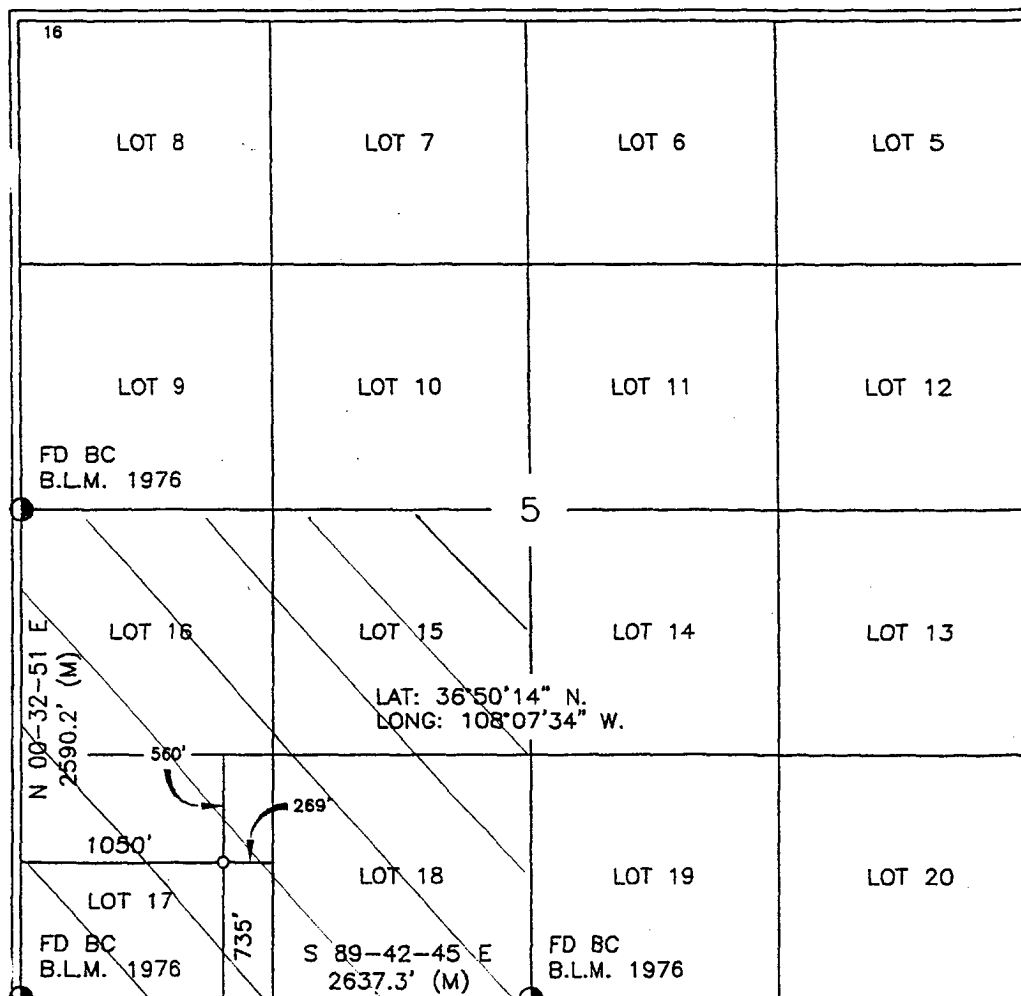 16
LOT 8
LOT 7
LOT 6
LOT 5
LOT 9
LOT 10
LOT 11
LOT 12
FD BC
B.L.M. 1976
5
LOT 16
LOT 15
LOT 14
LOT 13
N 00-32-51 E
2590.2' (M)
LAT: 36°50'14" N.
LONG: 108°07'34" W.
560'
269'
1050'
LOT 17
LOT 18
LOT 19
LOT 20
735'
FD BC
B.L.M. 1976
S 89-42-45 E
2637.3' (M)
FD BC
B.L.M. 1976